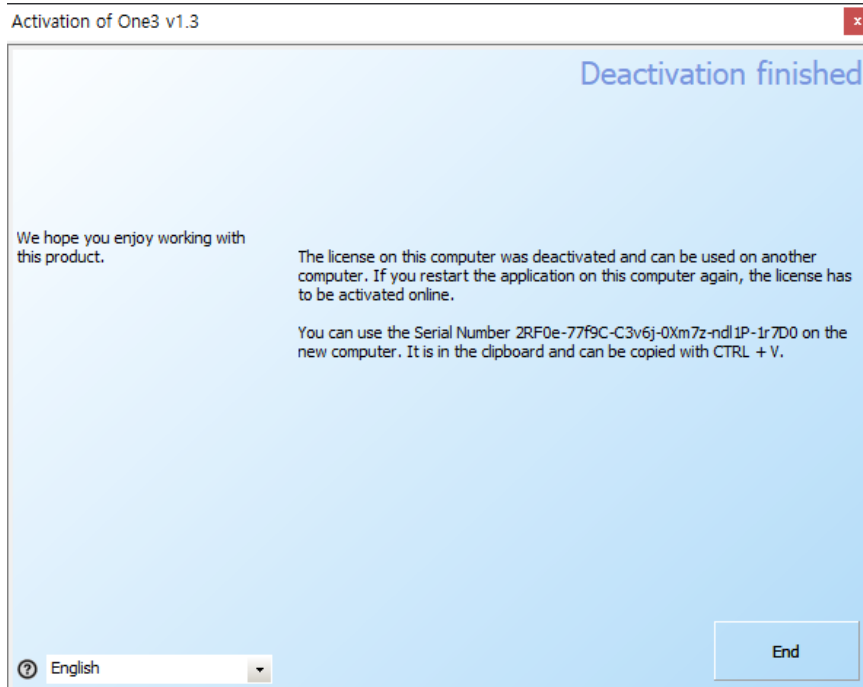 Activation of One3 v1.3
x
Deactivation finished
We hope you enjoy working with
this product.
The license on this computer was deactivated and can be used on another
computer. If you restart the application on this computer again, the license has
to be activated online.
You can use the Serial Number 2RF0e-77f9C-C3v6j-0Xm7z-ndl1P-1r7D0 on the
new computer. It is in the clipboard and can be copied with CTRL + V.
End
? English